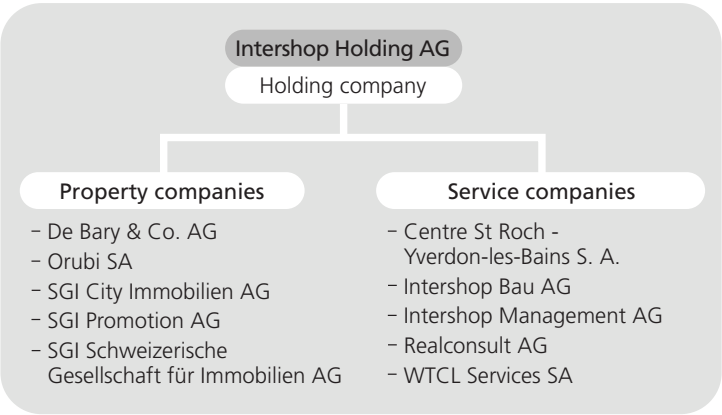 Intershop Holding AG
Holding company
Property companies
– De Bary & Co. AG
– Orubi SA
– SGI City Immobilien AG
– SGI Promotion AG
– SGI Schweizerische
Gesellschaft für Immobilien AG
Service companies
– Centre St Roch -
Yverdon-les-Bains S. A.
– Intershop Bau AG
– Intershop Management AG
– Realconsult AG
– WTCL Services SA